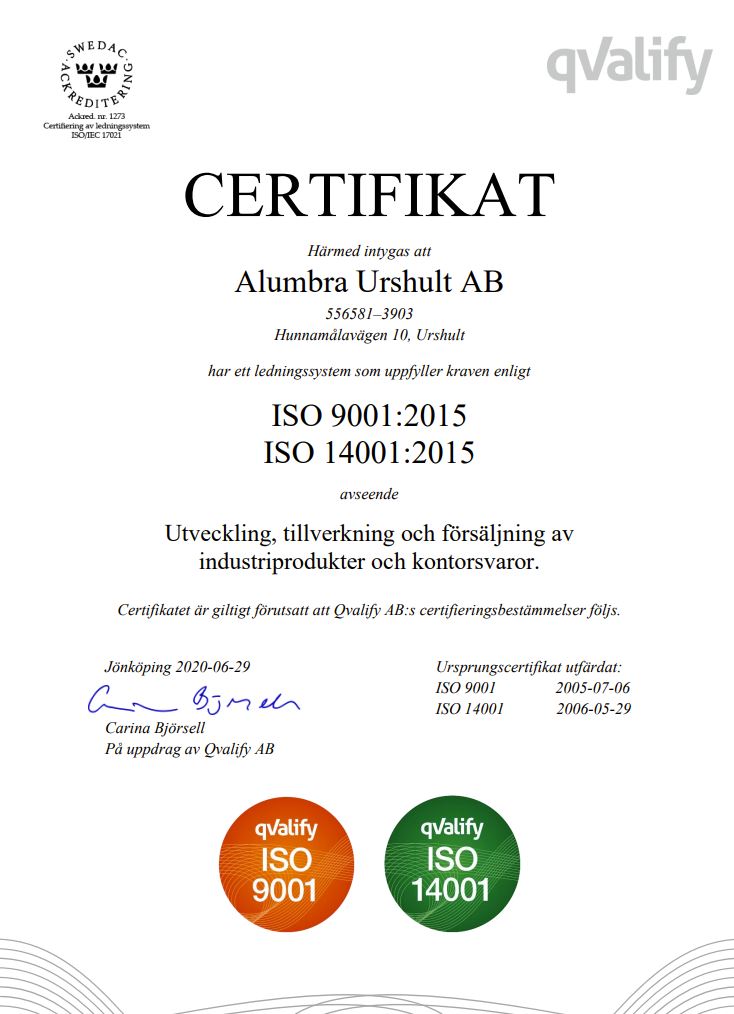 SWEDAC
ACKREDITERING
Ackred. nr. 1273
Certifiering av ledningssystem
ISO/IEC 17021
qvalify
CERTIFIKAT
Härmed intygas att
Alumbra Urshult AB
556581–3903
Hunnamålavägen 10, Urshult
har ett ledningssystem som uppfyller kraven enligt
ISO 9001:2015
ISO 14001:2015
avseende
Utveckling, tillverkning och försäljning av
industriprodukter och kontorsvaror.
Certifikatet är giltigt förutsatt att Qvalify AB:s certifieringsbestämmelser följs.
Jönköping 2020-06-29
Carina Björsell
På uppdrag av Qvalify AB
Ursprungscertifikat utfärdat:
ISO 9001 2005-07-06
ISO 14001 2006-05-29
qvalify
ISO
9001
qvalify
ISO
14001